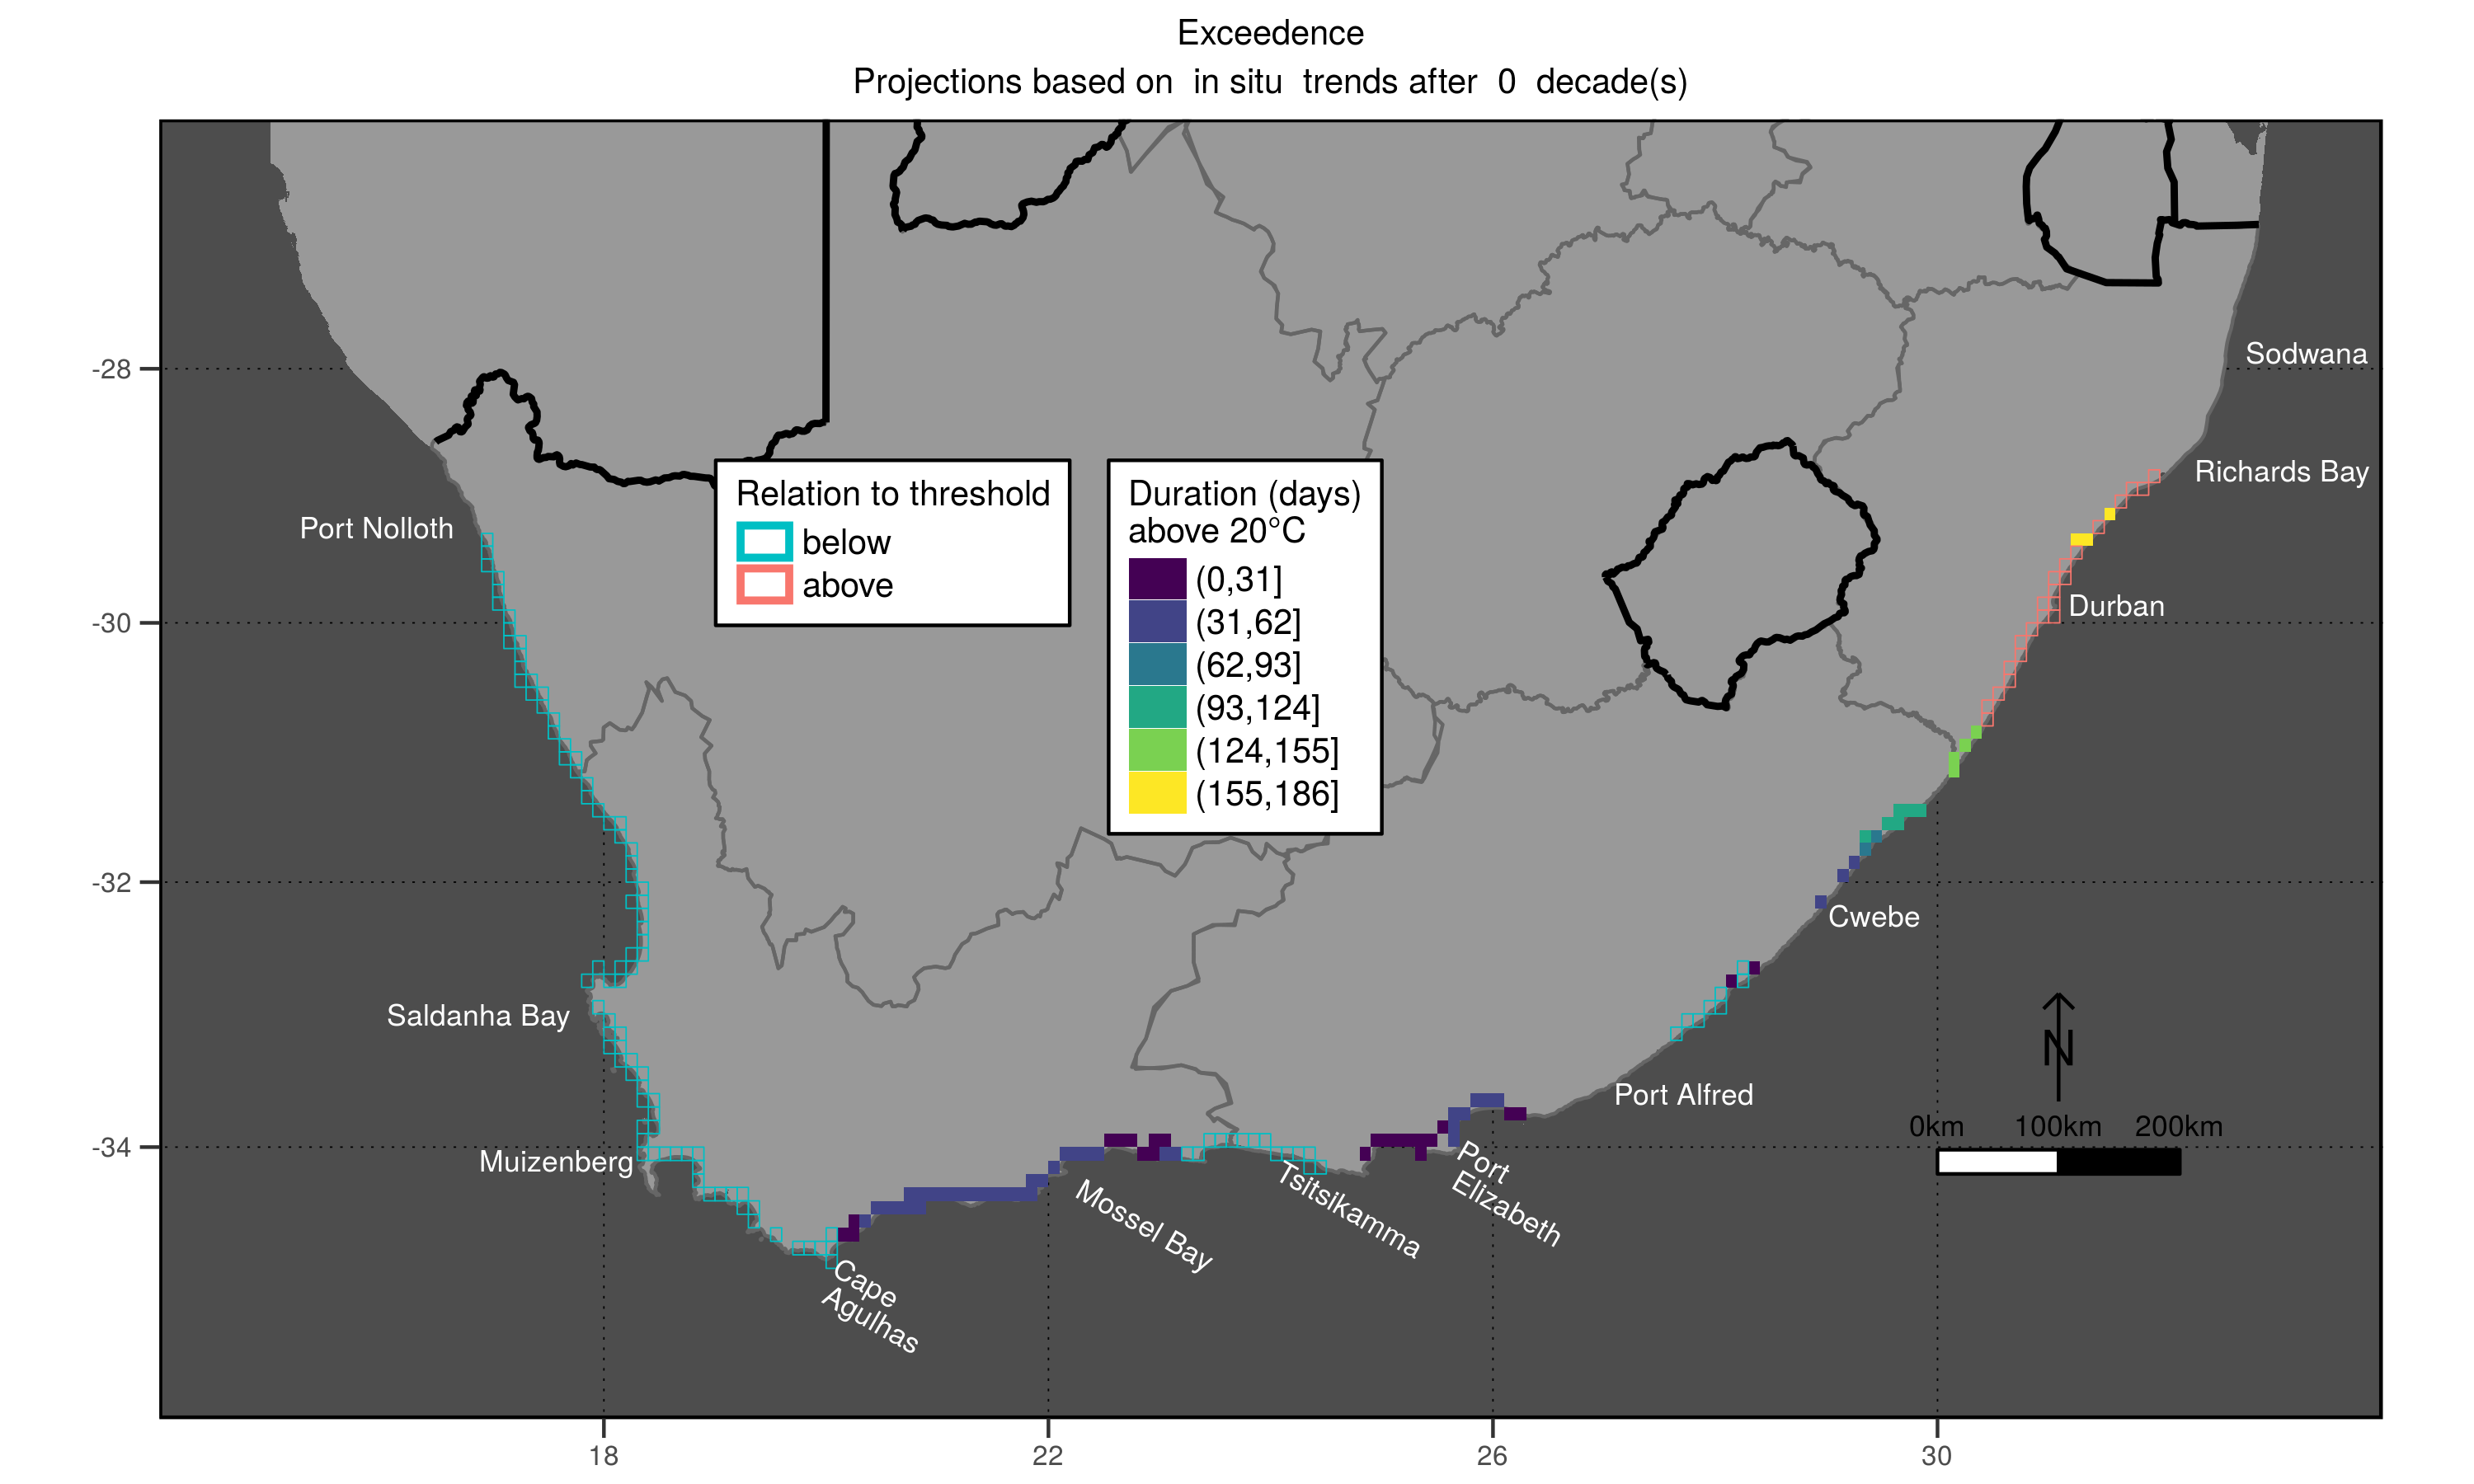 Exceedence
Projections based on  in situ  trends after  0  decade(s)
-28
-30
-32
-34
18
22
26
30
Sodwana
Richards Bay
Port Nolloth
Durban
Relation to threshold
below
above
Duration (days)
above 20°C
(0,31]
(31,62]
(62,93]
(93,124]
(124,155]
(155,186]
Cwebe
Saldanha Bay
Port Alfred
N
0km
100km
200km
Muizenberg
Port
Elizabeth
Tsitsikamma
Mossel Bay
Cape
Agulhas